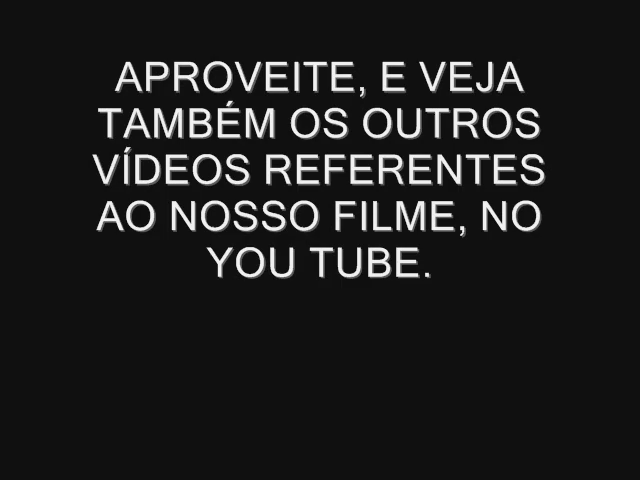 APROVEITE, E VEJA
TAMBÉM OS OUTROS
VÍDEOS REFERENTES
AO NOSSO FILME, NO
YOU TUBE.